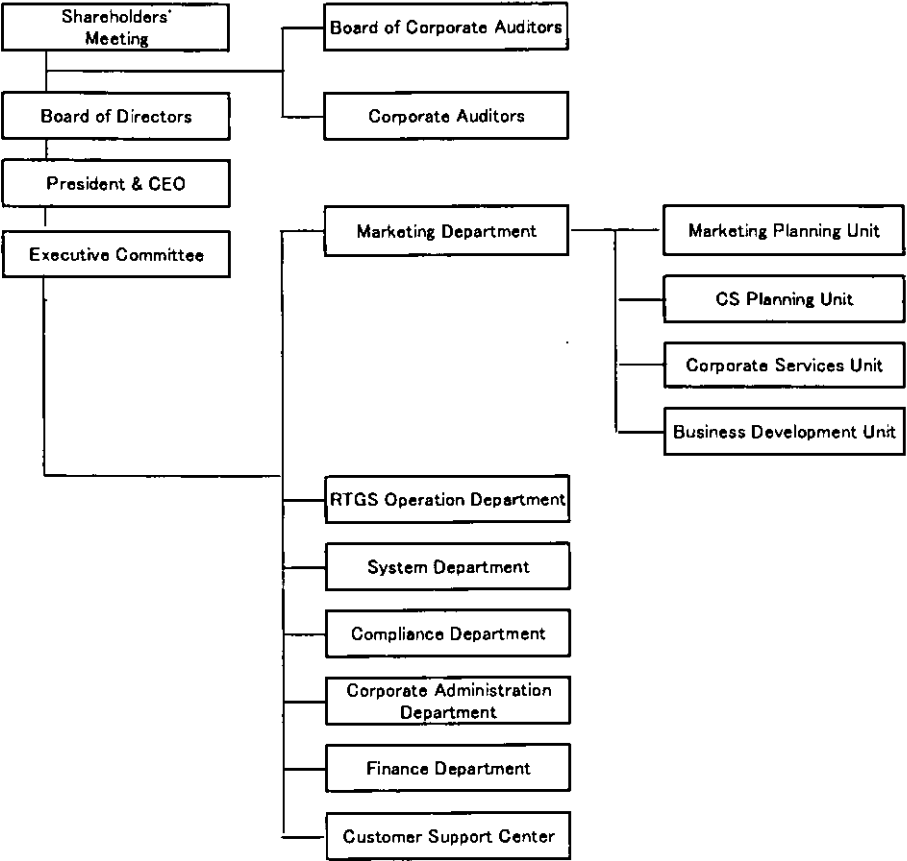 Shareholders'
Meeting
Board of Corporate Auditors
Board of Directors
Corporate Auditors
President & CEO
Executive Committee
Marketing Department
Marketing Planning Unit
CS Planning Unit
Corporate Services Unit
Business Development Unit
RTGS Operation Department
System Department
Compliance Department
Corporate Administration
Department
Finance Department
Customer Support Center